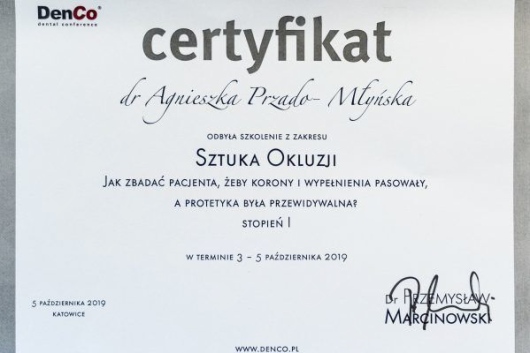 DenCo®
dental conference
certyfikat
dr Agnieszka Przado-Młyńska
ODBYŁA SZKOLENIE Z ZAKRESU
SZTUKA OKLUZJI
JAK ZBADAĆ PACJENTA, ŻEBY KORONY I WYPEŁNIENIA PASOWAŁY,
A PROTETYKA BYŁA PRZEWIDYWALNA?
STOPIEŃ I
W TERMINIE 3 – 5 PAŹDZIERNIKA 2019
5 PAŹDZIERNIKA 2019
KATOWICE
DR PRZEMYSŁAW
MARCINOWSKI
WWW.DENCO.PL